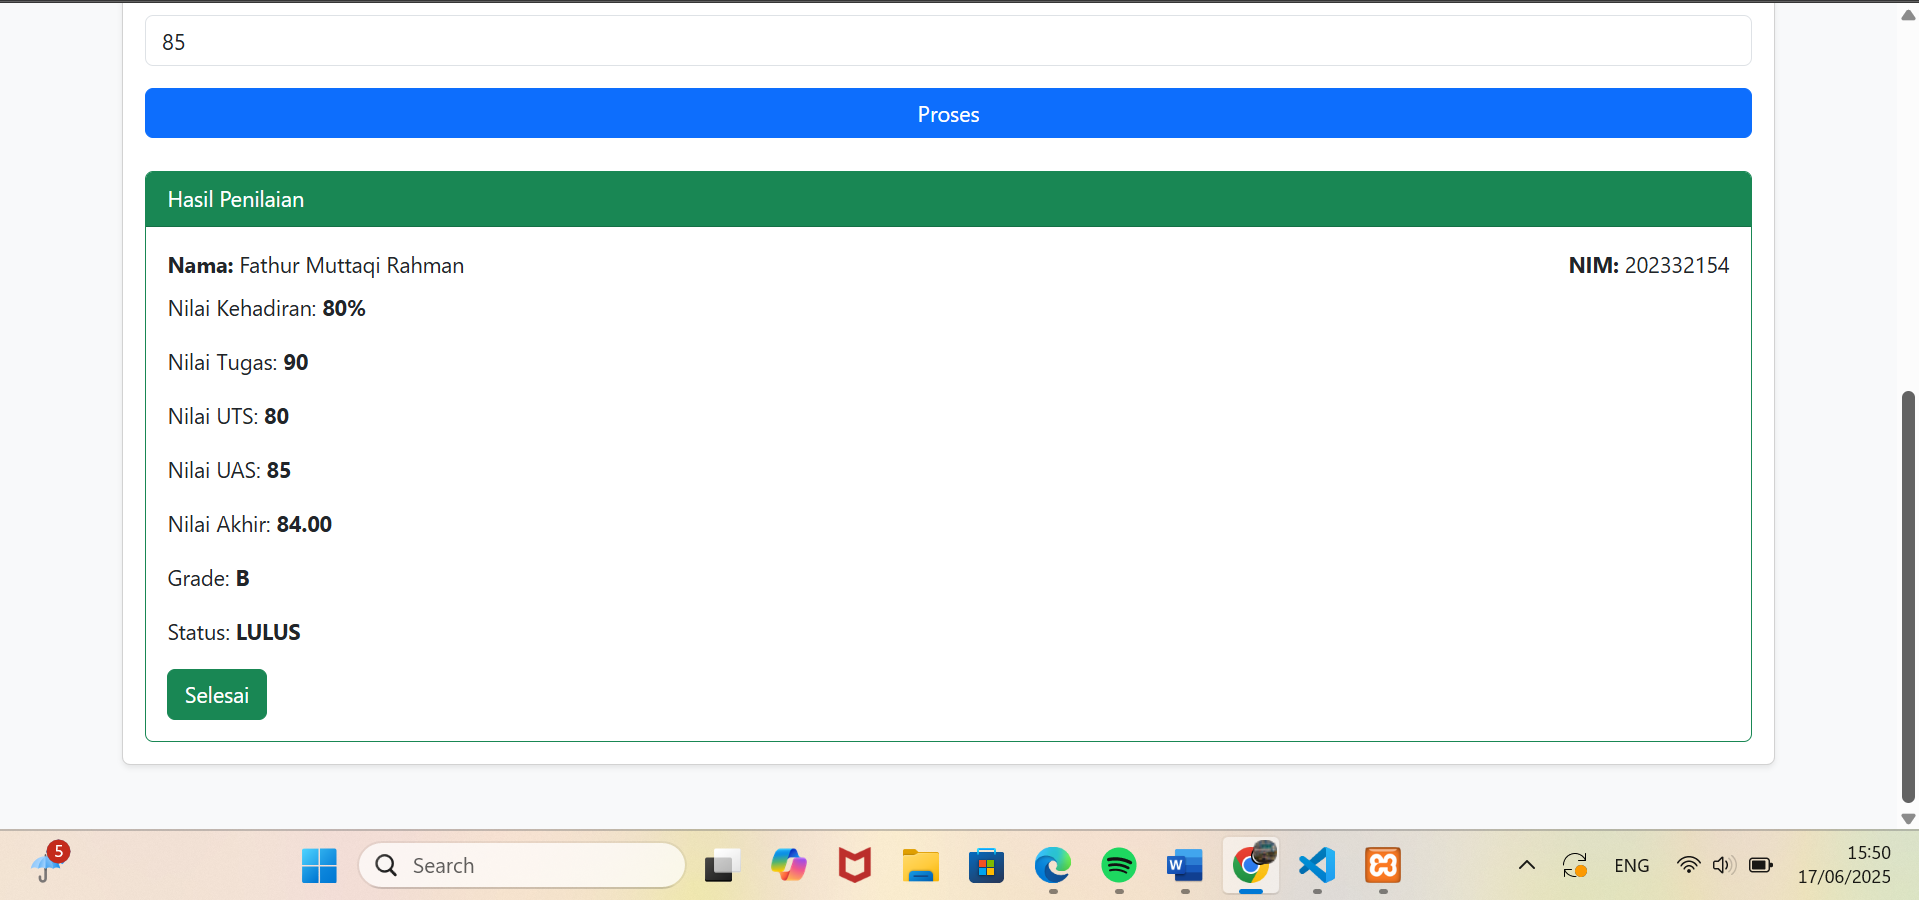 85
Proses
Hasil Penilaian
Nama: Fathur Muttaqi Rahman NIM: 202332154
Nilai Kehadiran: 80%
Nilai Tugas: 90
Nilai UTS: 80
Nilai UAS: 85
Nilai Akhir: 84.00
Grade: B
Status: LULUS
Selesai
5
Search
W
ENG
15:50
17/06/2025